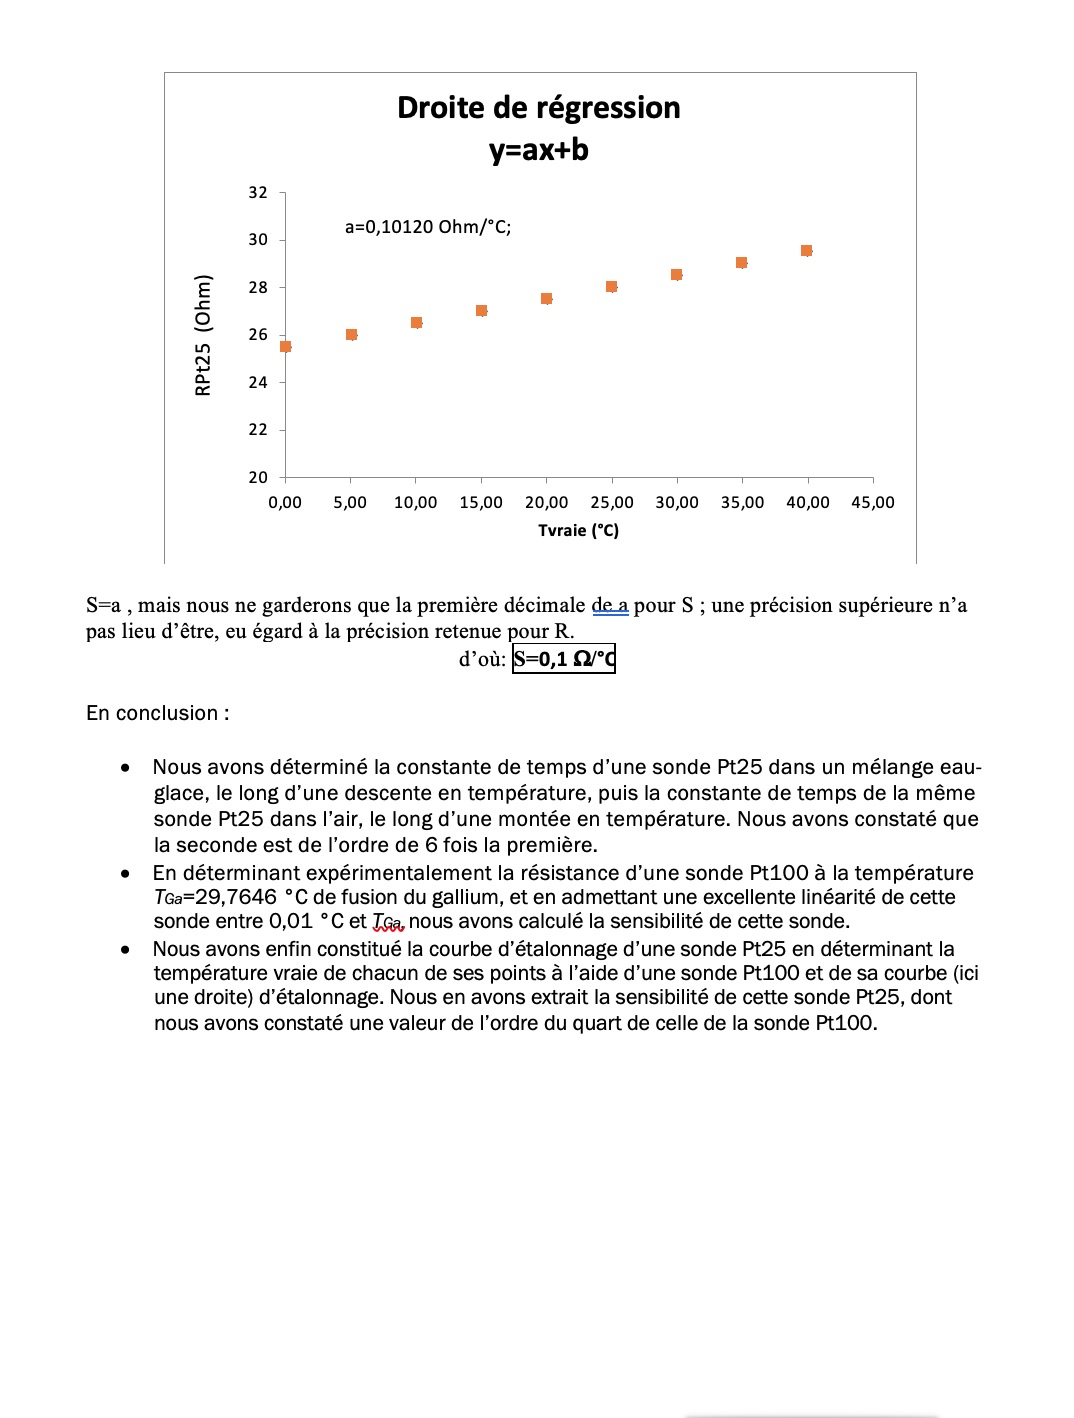 Droite de régression
y=ax+b
32
a=0,10120 Ohm/°C;
30
28
26
24
22
20
RPt25 (Ohm)
0,00 5,00 10,00 15,00 20,00 25,00 30,00 35,00 40,00 45,00
Tvraie (°C)
S=a , mais nous ne garderons que la première décimale de a pour S ; une précision supérieure n’a
pas lieu d’être, eu égard à la précision retenue pour R.
d’où: S=0,1 Ω/°C
En conclusion :
• Nous avons déterminé la constante de temps d’une sonde Pt25 dans un mélange eau-
glace, le long d’une descente en température, puis la constante de temps de la même
sonde Pt25 dans l’air, le long d’une montée en température. Nous avons constaté que
la seconde est de l’ordre de 6 fois la première.
• En déterminant expérimentalement la résistance d’une sonde Pt100 à la température
TGa=29,7646 °C de fusion du gallium, et en admettant une excellente linéarité de cette
sonde entre 0,01 °C et TGa, nous avons calculé la sensibilité de cette sonde.
• Nous avons enfin constitué la courbe d’étalonnage d’une sonde Pt25 en déterminant la
température vraie de chacun de ses points à l’aide d’une sonde Pt100 et de sa courbe (ici
une droite) d’étalonnage. Nous en avons extrait la sensibilité de cette sonde Pt25, dont
nous avons constaté une valeur de l’ordre du quart de celle de la sonde Pt100.